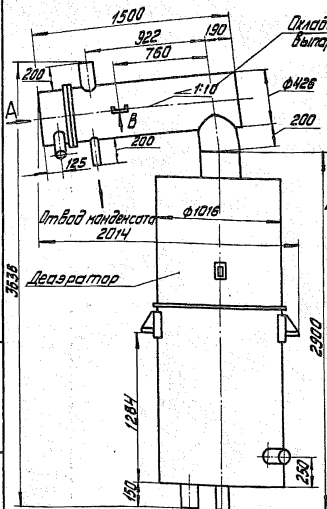 1500
922
190
Охлад
выпар
760
200
1:10
ф426
А
В
200
200
125
Отвод конденсата
ф1016
2014
Деаэратор
3636
2900
1284
250
150